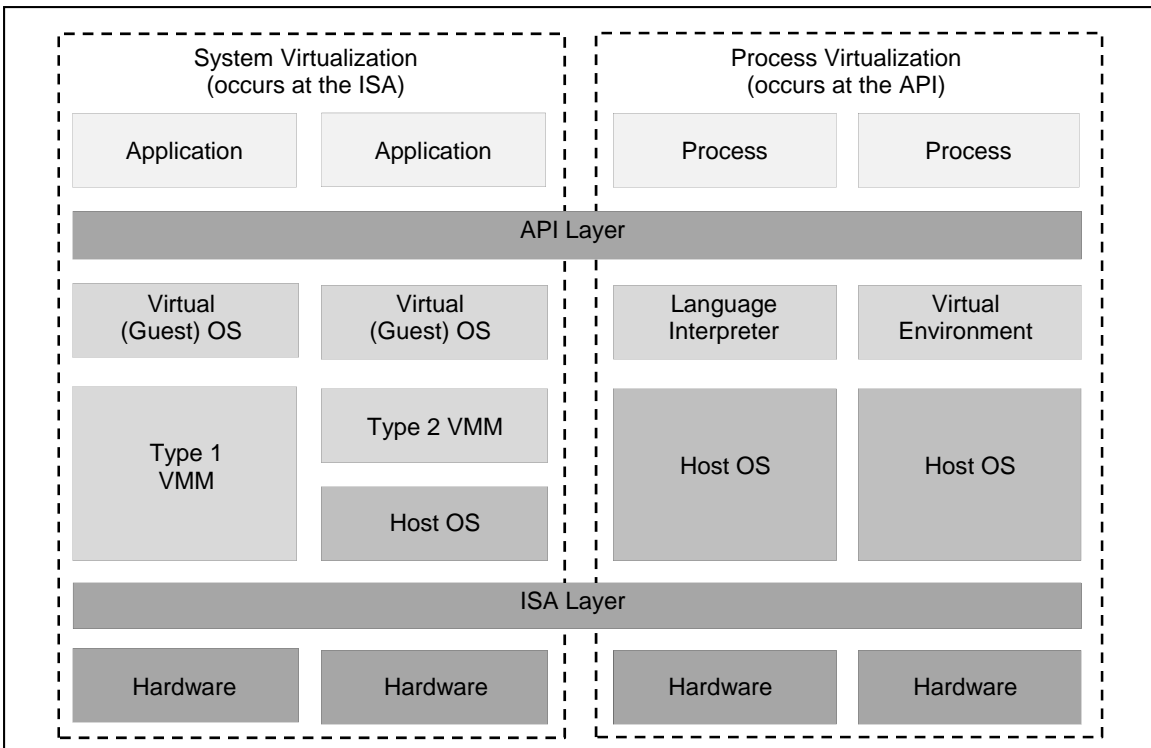 System Virtualization
(occurs at the ISA)
Process Virtualization
(occurs at the API)
Application
Application
Process
Process
API Layer
Virtual
(Guest) OS
Virtual
(Guest) OS
Language
Interpreter
Virtual
Environment
Type 1
VMM
Type 2 VMM
Host OS
Host OS
Host OS
ISA Layer
Hardware
Hardware
Hardware
Hardware